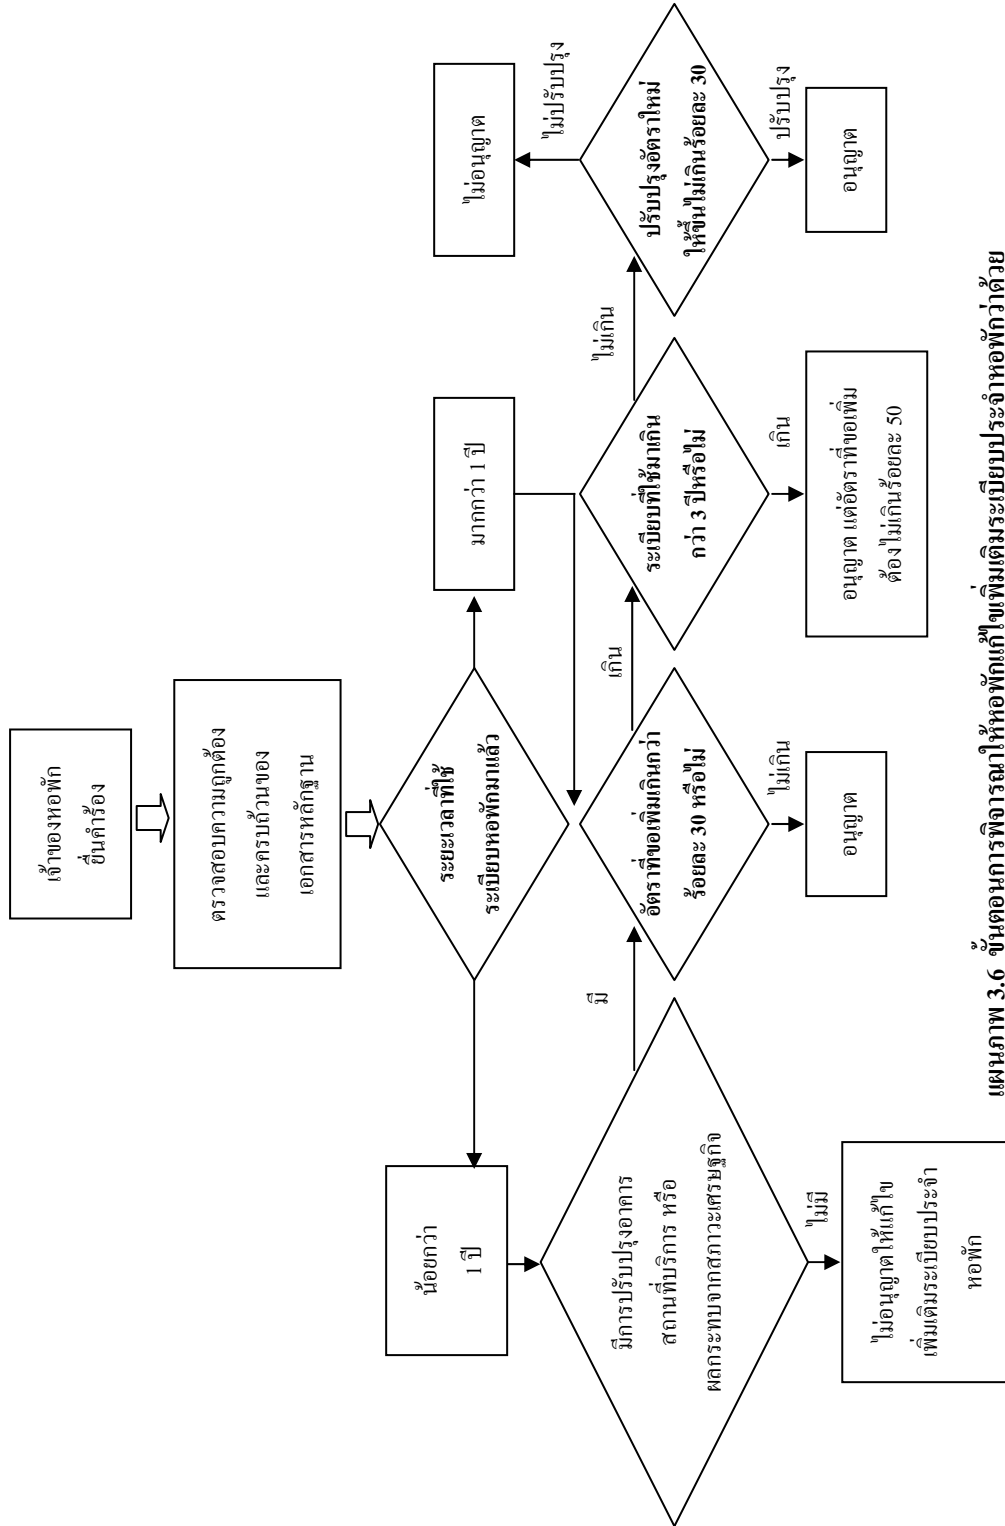 เจ้าของหอพัก
ยื่นคำร้อง
ตรวจสอบความถูกต้อง
และครบถ้วนของ
เอกสารหลักฐาน
ระยะเวลาที่ใช้
ระเบียบหอพักมาแล้ว
น้อยกว่า
1 ปี
มากกว่า 1 ปี
ไม่อนุญาต
ไม่ปรับปรุง
มีการปรับปรุงอาคาร
สถานที่บริการ หรือ
ผลกระทบจากสภาวะเศรษฐกิจ
มี
อัตราที่ขอเพิ่มเกินกว่า
ร้อยละ 30 หรือไม่
เกิน
ระเบียบที่ใช้มาเกิน
กว่า 3 ปีหรือไม่
ไม่เกิน
ปรับปรุงอัตราใหม่
ให้ขึ้นไม่เกินร้อยละ 30
ไม่มี
ไม่เกิน
เกิน
ปรับปรุง
ไม่อนุญาตให้แก้ไข
เพิ่มเติมระเบียบประจำ
หอพัก
อนุญาต
อนุญาต แต่อัตราที่ขอเพิ่ม
ต้องไม่เกินร้อยละ 50
อนุญาต
แผนภาพ 3.6 ขั้นตอนการพิจารณาให้หอพักแก้ไขเพิ่มเติมระเบียบประจำหอพักว่าด้วย